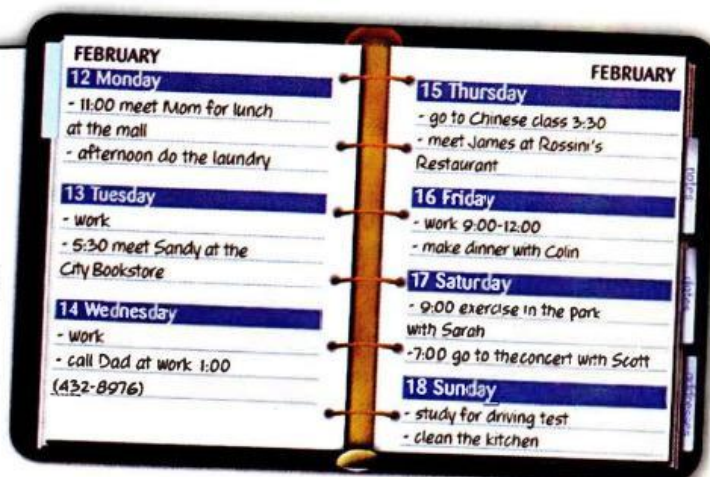 FEBRUARY
12 Monday
- 11:00 meet Mom for lunch
at the mall
- afternoon do the laundry
13 Tuesday
- work
- 5:30 meet Sandy at the
City Bookstore
14 Wednesday
- work
- call Dad at work 1:00
(432-8976)
FEBRUARY
15 Thursday
- go to Chinese class 3:30
- meet James at Rossini's
Restaurant
16 Friday
- work 9:00-12:00
- make dinner with Colin
17 Saturday
- 9:00 exercise in the park
with Sarah
-7:00 go to theconcert with Scott
18 Sunday
- study for driving test
- clean the kitchen
notes
dates
addresses